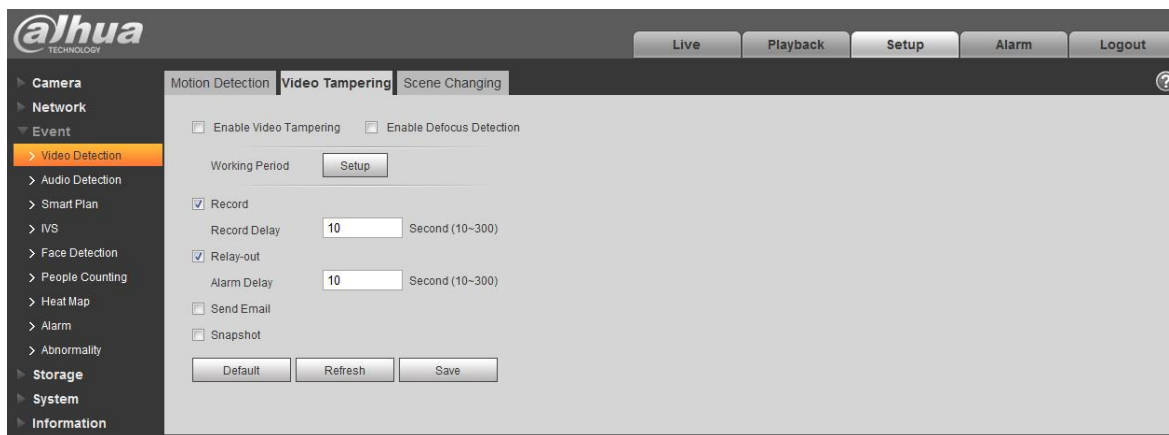 alhua
TECHNOLOGY
Live Playback Setup Alarm Logout
Camera
Network
Event
Video Detection
Audio Detection
Smart Plan
IVS
Face Detection
People Counting
Heat Map
Alarm
Abnormality
Storage
System
Information
Motion Detection Video Tampering Scene Changing ?
Enable Video Tampering Enable Defocus Detection
Working Period Setup
Record
Record Delay 10 Second (10~300)
Relay-out
Alarm Delay 10 Second (10~300)
Send Email
Snapshot
Default Refresh Save